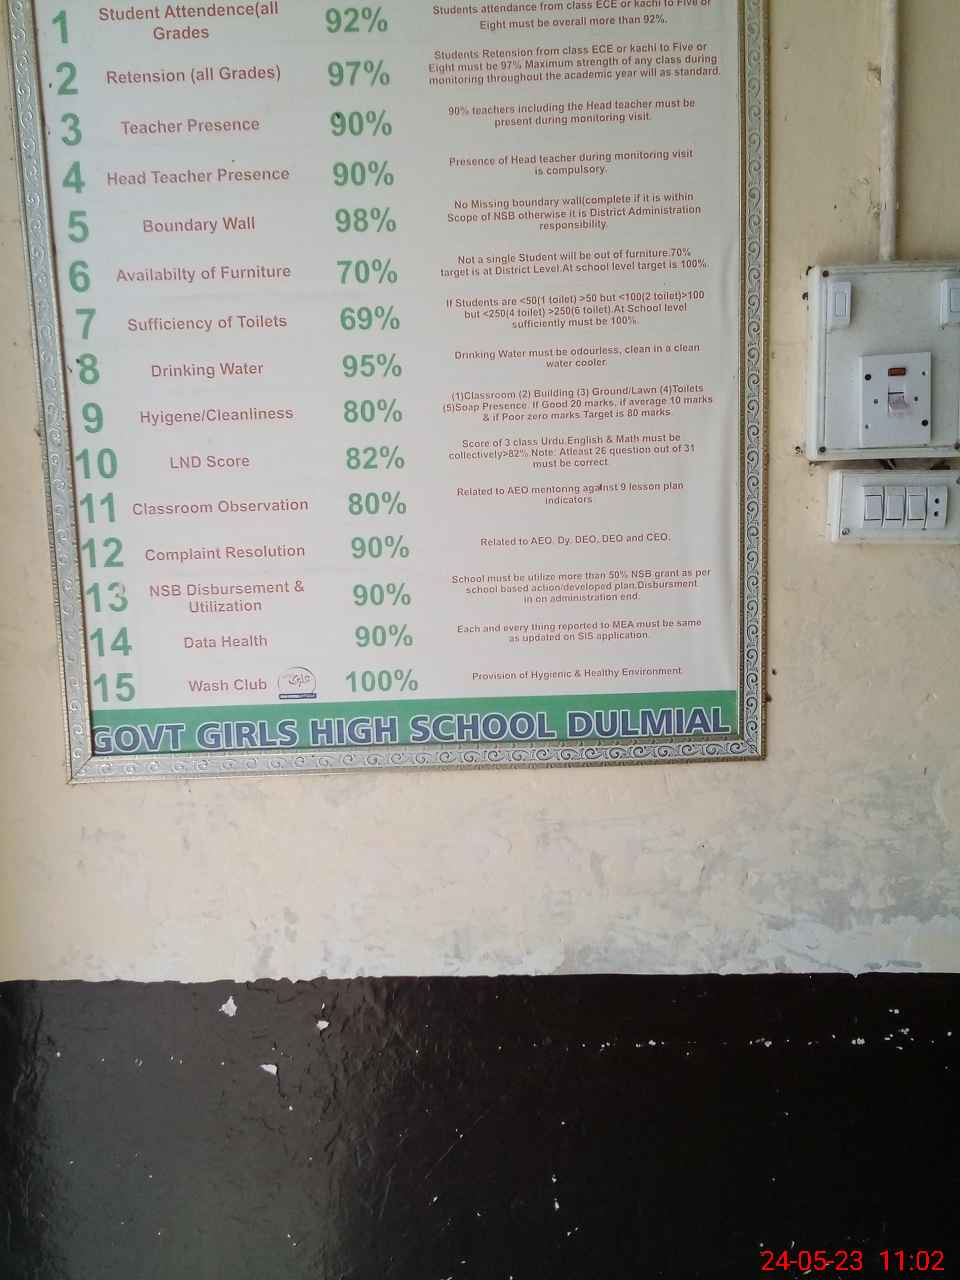 1 Student Attendence(all Grades) 92% Students attendance from class ECE or kachi to Five or
Eight must be overall more than 92%.
2 Retension (all Grades) 97% Students Retension from class ECE or kachi to Five or
Eight must be 97% Maximum strength of any class during
monitoring throughout the academic year will as standard.
3 Teacher Presence 90% 90% teachers including the Head teacher must be
present during monitoring visit.
4 Head Teacher Presence 90% Presence of Head teacher during monitoring visit
is compulsory.
5 Boundary Wall 98% No Missing boundary wall(complete if it is within
Scope of NSB otherwise it is District Administration
responsibility.
6 Availabilty of Furniture 70% Not a single Student will be out of furniture.70%
target is at District Level.At school level target is 100%.
7 Sufficiency of Toilets 69% If Students are <50(1 toilet) >50 but <100(2 toilet)>100
but <250(4 toilet) >250(6 toilet).At School level
sufficiently must be 100%.
8 Drinking Water 95% Drinking Water must be odourless, clean in a clean
water cooler.
9 Hyigene/Cleanliness 80% (1)Classroom (2) Building (3) Ground/Lawn (4)Toilets
(5)Soap Presence. If Good 20 marks, if average 10 marks
& if Poor zero marks Target is 80 marks.
10 LND Score 82% Score of 3 class Urdu,English & Math must be
collectively>82% Note: Atleast 26 question out of 31
must be correct
11 Classroom Observation 80% Related to AEO mentoring against 9 lesson plan
indicators
12 Complaint Resolution 90% Related to AEO, Dy. DEO, DEO and CEO.
13 NSB Disbursement & Utilization 90% School must be utilize more than 50% NSB grant as per
school based action/developed plan.Disbursment
in on administration end.
14 Data Health 90% Each and every thing reported to MEA must be same
as updated on SIS application.
15 Wash Club 100% Provision of Hygienic & Healthy Environment.
GOVT GIRLS HIGH SCHOOL DULMIAL
24-05-23 11:02